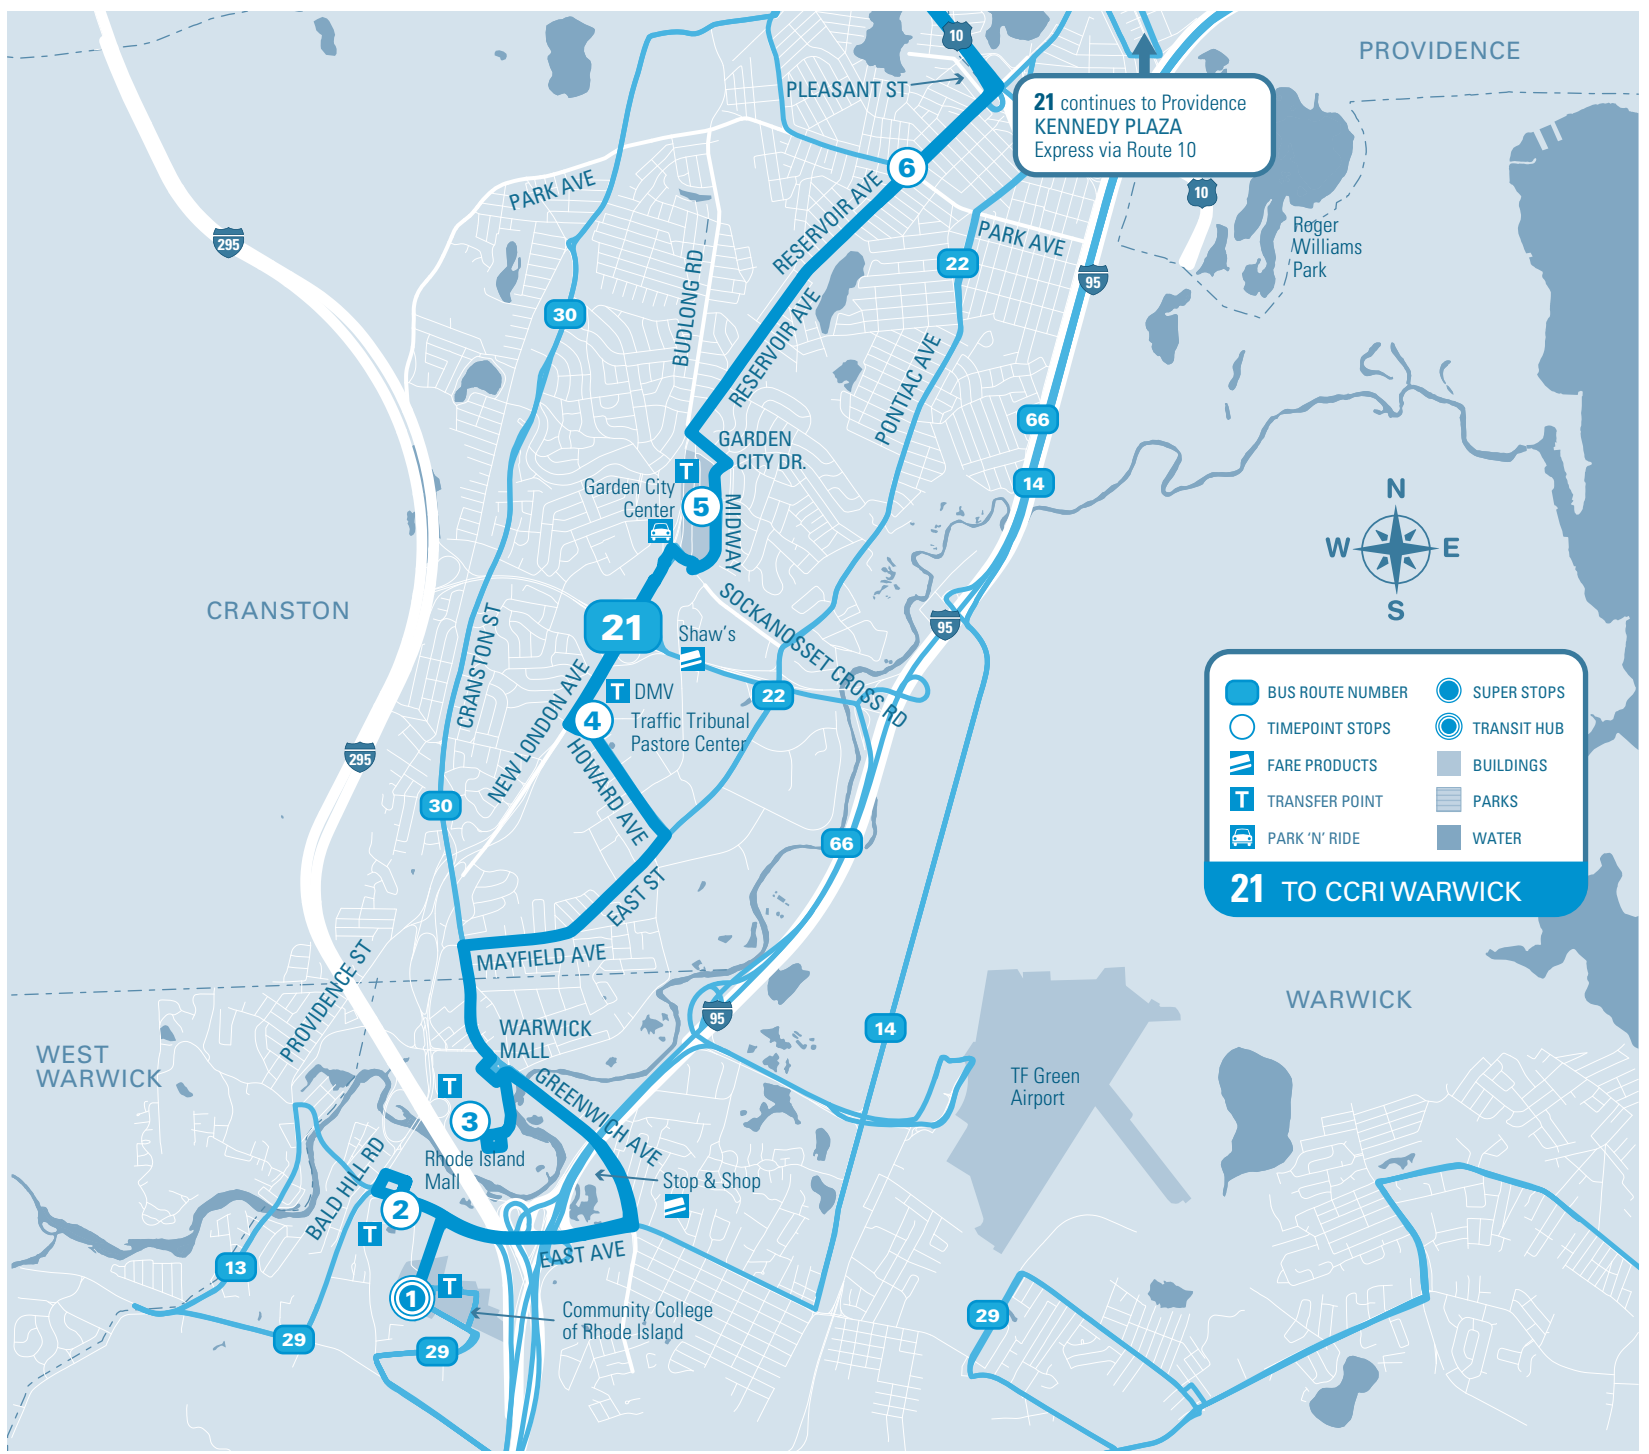 10
PROVIDENCE
PLEASANT ST
21 continues to Providence
KENNEDY PLAZA
Express via Route 10
6
PARK AVE
10
RESERVOIR AVE
295
PARK AVE
Roger
Williams
Park
22
95
BUDLONG RD
30
RESERVOIR AVE
PONTIAC AVE
66
GARDEN
CITY DR.
T
14
Garden City
Center
5
MIDWAY
N
W
E
S
CRANSTON
SOCKANOSSET CROSS RD
21
Shaw's
95
CRANSTON ST
NEW LONDON AVE
T
DMV
22
4
Traffic Tribunal
Pastore Center
HOWARD AVE
295
30
66
EAST ST
BUS ROUTE NUMBER
SUPER STOPS
TIMEPOINT STOPS
TRANSIT HUB
FARE PRODUCTS
BUILDINGS
T
TRANSFER POINT
PARKS
PARK 'N' RIDE
WATER
21 TO CCRI WARWICK
MAYFIELD AVE
PROVIDENCE ST
WARWICK
95
14
WARWICK
MALL
WEST
WARWICK
T
GREENWICH AVE
TF Green
Airport
3
Rhode Island
Mall
BALD HILL RD
Stop & Shop
2
T
EAST AVE
13
T
1
Community College
of Rhode Island
29
29
29